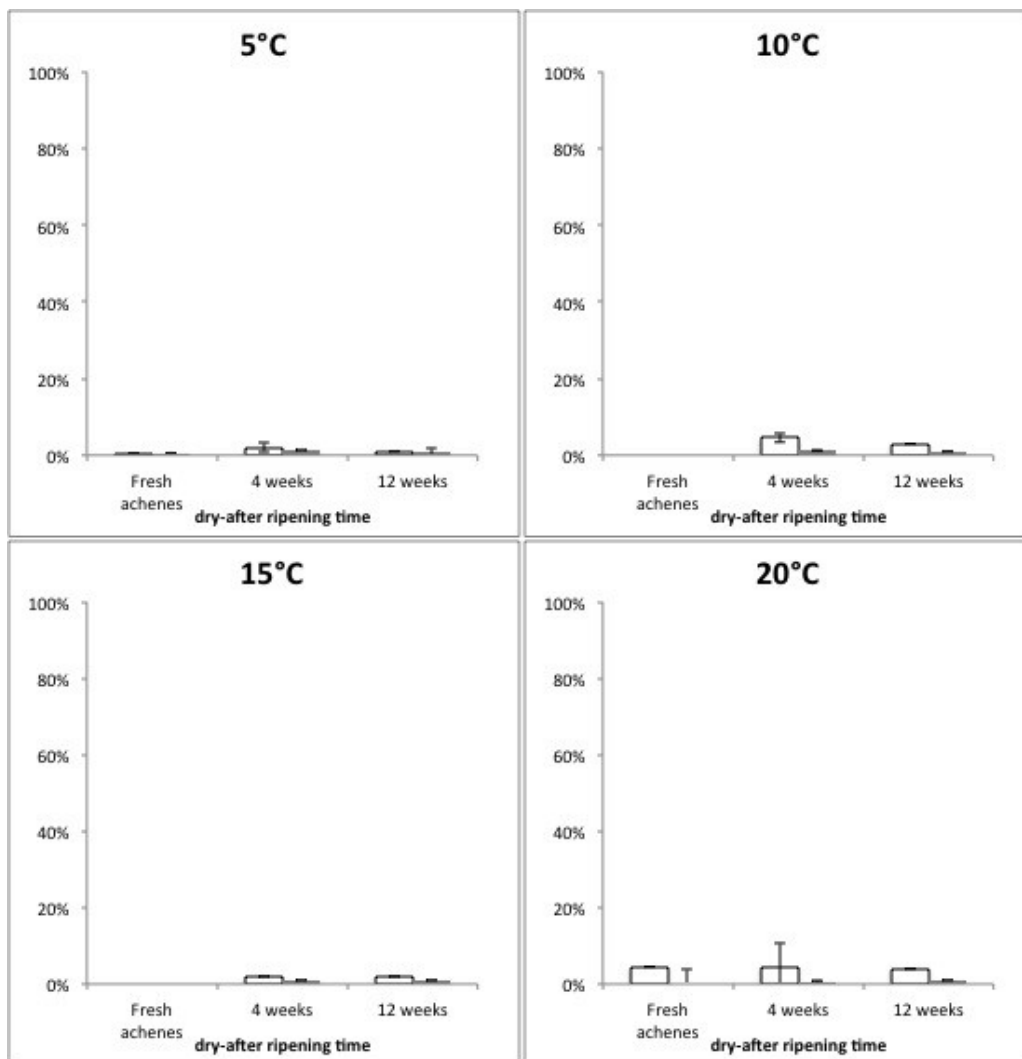 5°C
100%
80%
60%
40%
20%
0%
Fresh achenes
4 weeks
12 weeks
dry-after ripening time
10°C
100%
80%
60%
40%
20%
0%
Fresh achenes
4 weeks
12 weeks
dry-after ripening time
15°C
100%
80%
60%
40%
20%
0%
Fresh achenes
4 weeks
12 weeks
dry-after ripening time
20°C
100%
80%
60%
40%
20%
0%
Fresh achenes
4 weeks
12 weeks
dry-after ripening time